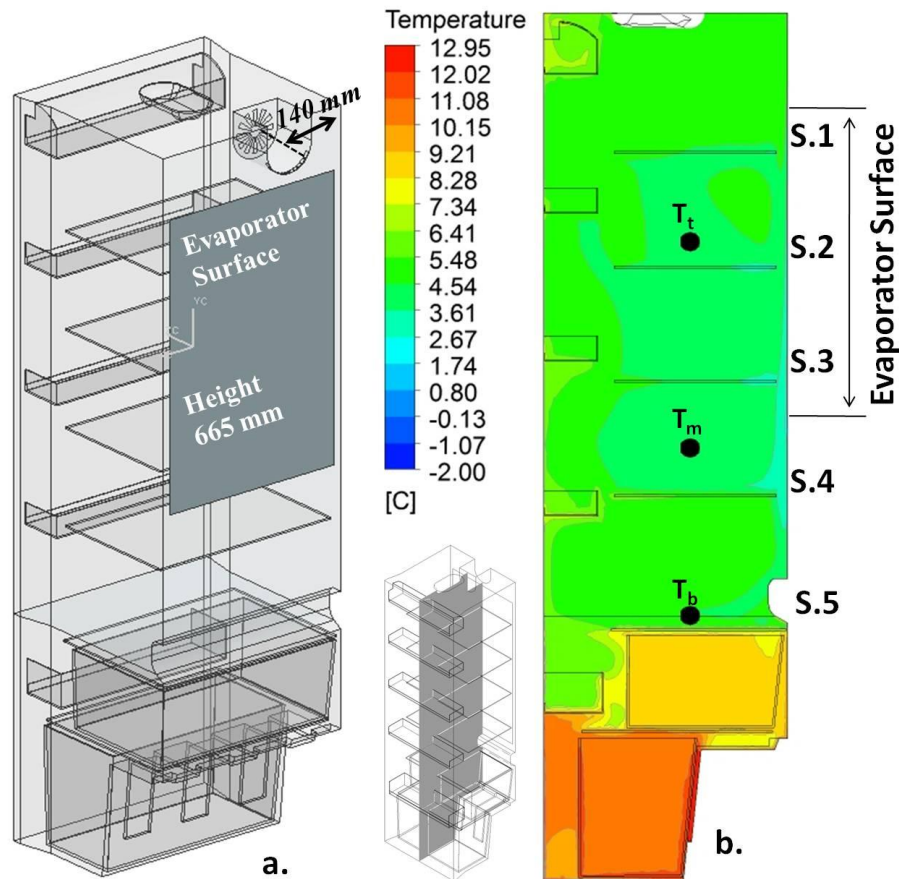 140 mm
Evaporator
Surface
YC
Height
665 mm
a.
Temperature
12.95
12.02
11.08
10.15
9.21
8.28
7.34
6.41
5.48
4.54
3.61
2.67
1.74
0.80
-0.13
-1.07
-2.00
[C]
S.1
Tt
S.2
S.3
Tm
S.4
Tb
S.5
Evaporator Surface
b.